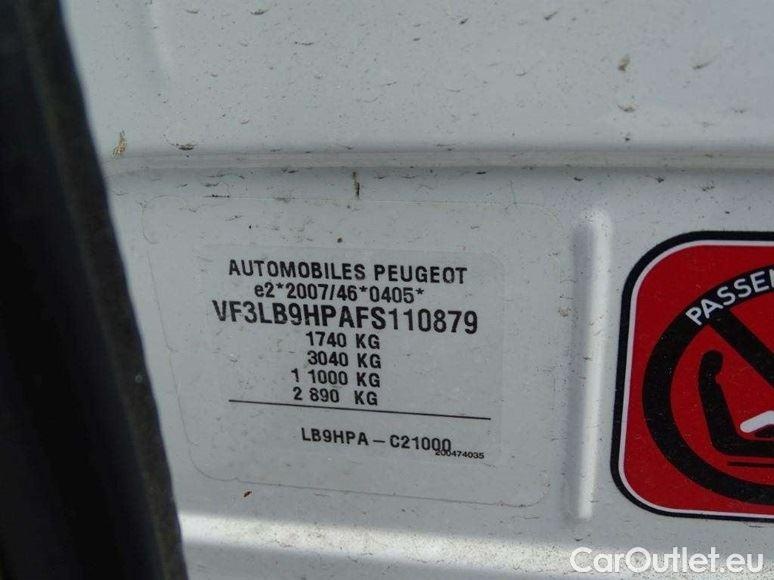 AUTOMOBILES PEUGEOT
e2*2007/46*0405*
VF3LB9HPAFS110879
1740 KG
3040 KG
1 1000 KG
2 890 KG
LB9HPA-C21000
200474035
CarOutlet.eu